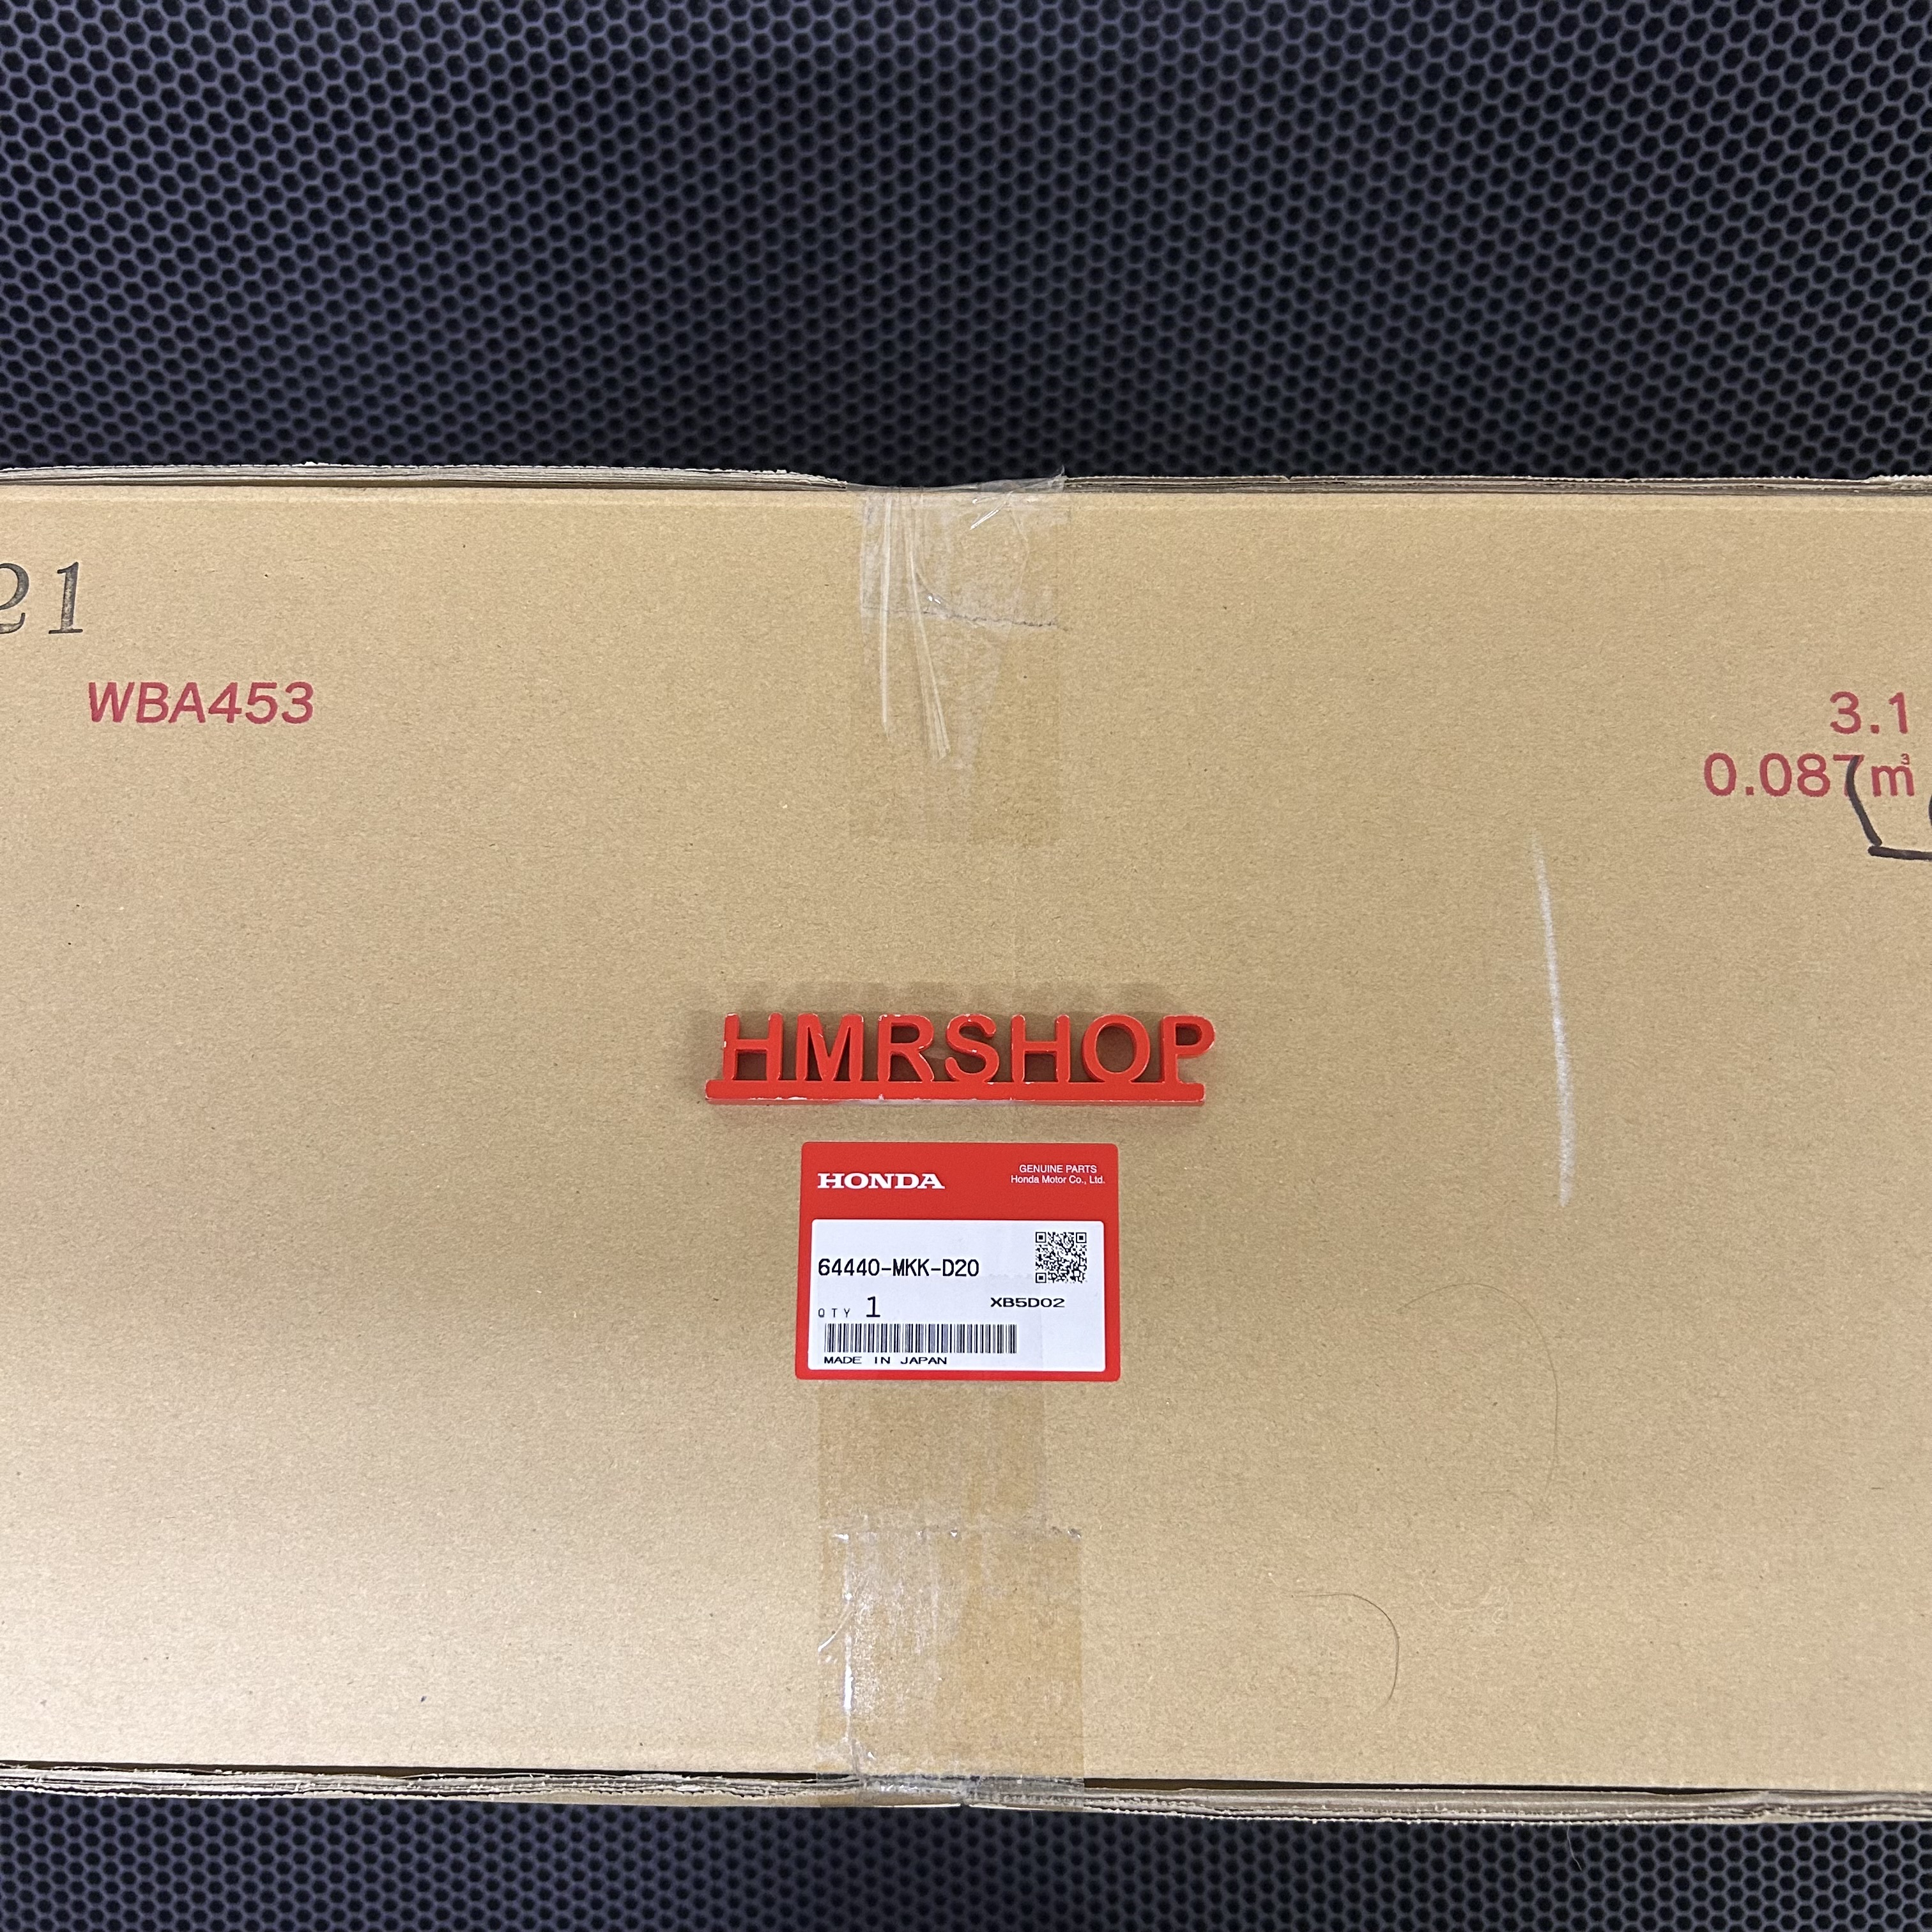 21
WBA453
3.1
0.087m³
HMRSHOP
HONDA
GENUINE PARTS
Honda Motor Co., Ltd.
64440-MKK-D20
QTY 1
XB5D02
MADE IN JAPAN